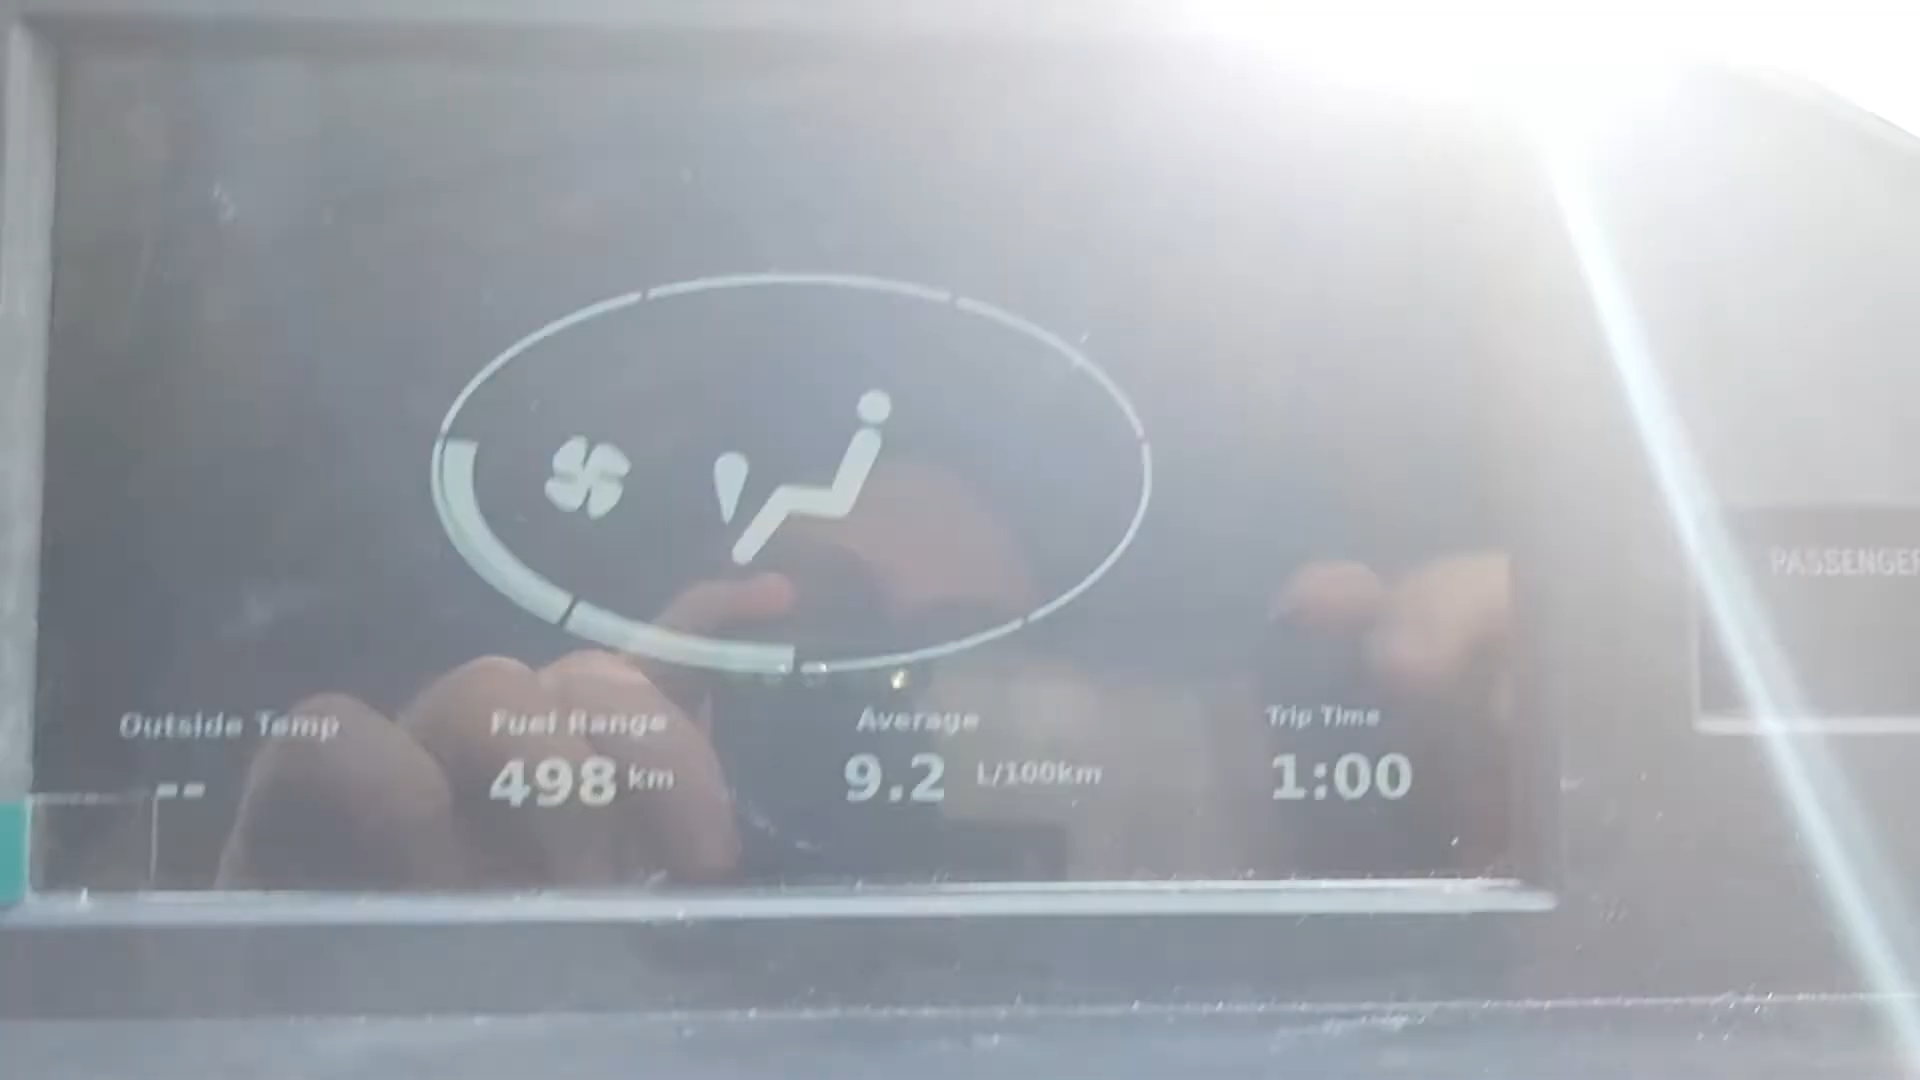 PASSENGER
Outside Temp
Fuel Range
Average
Trip Time
--
498 km
9.2 L/100km
1:00